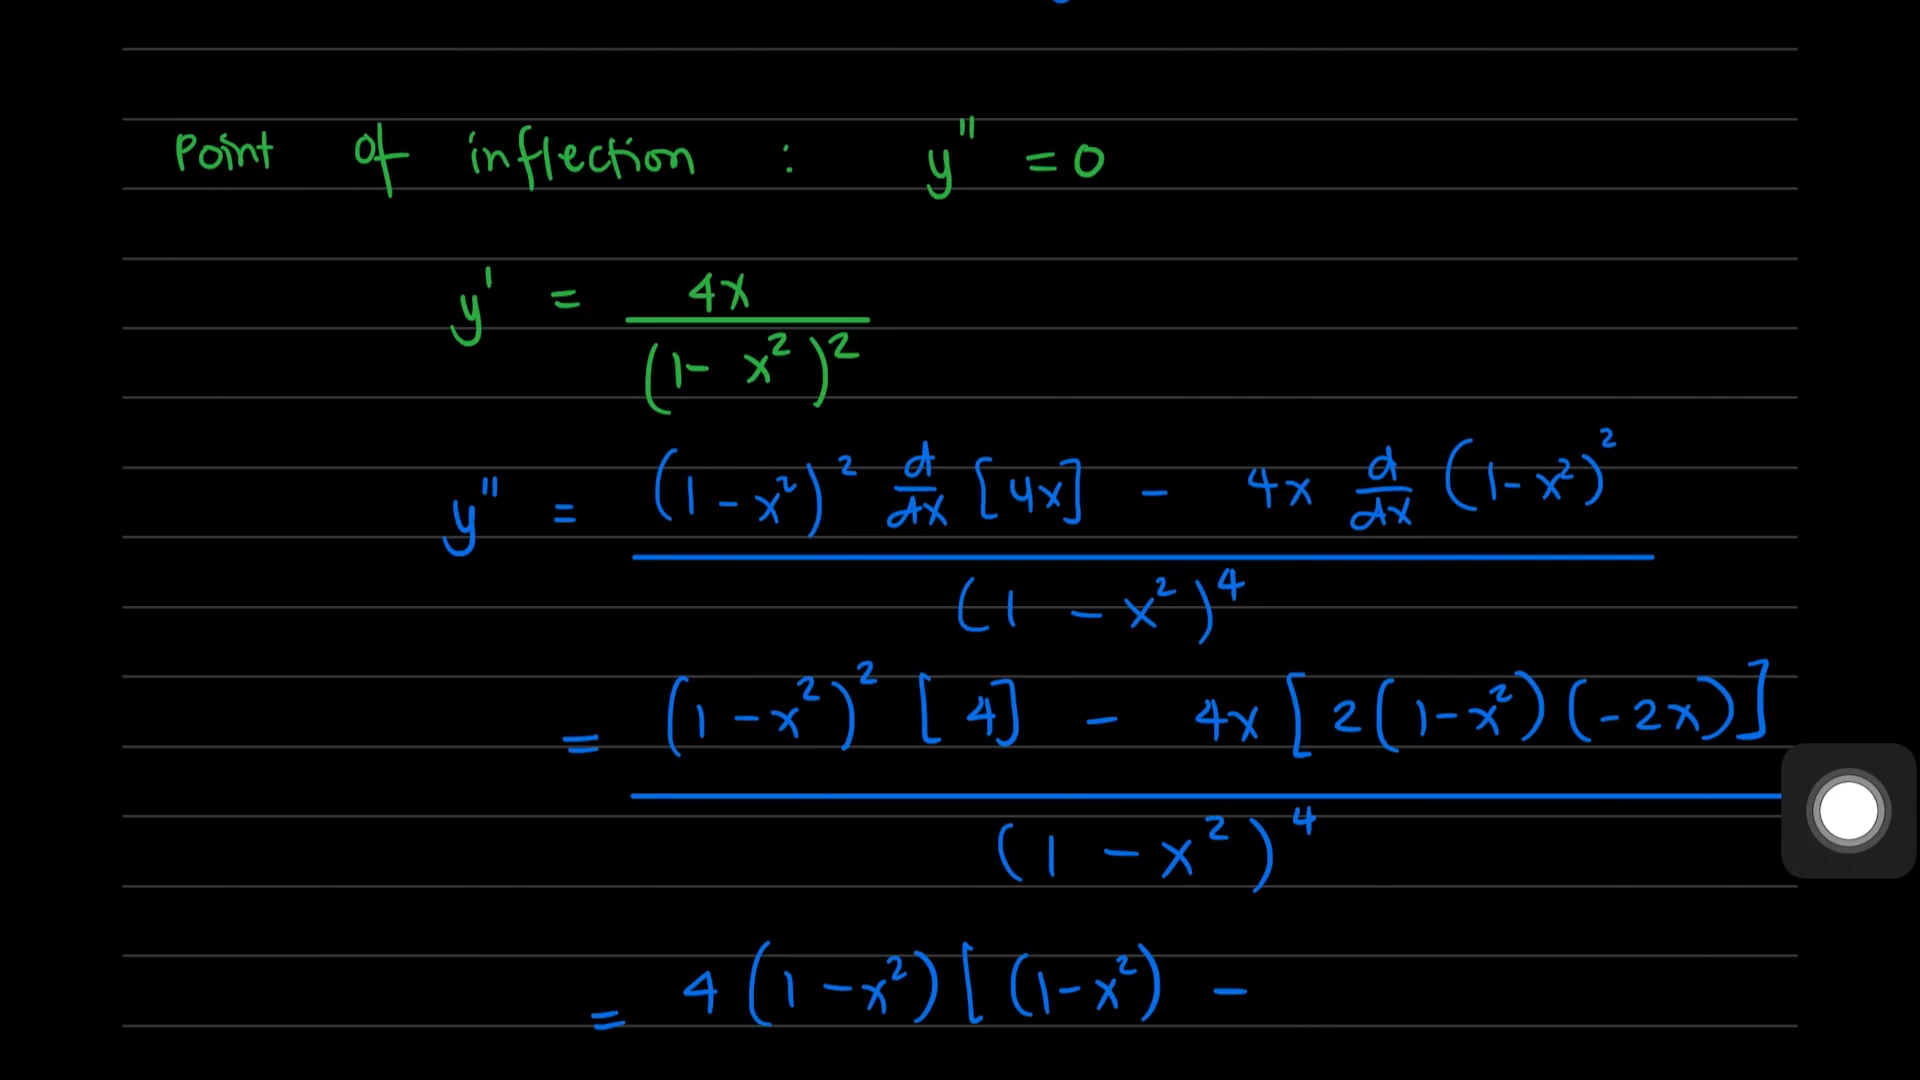 Point of inflection : y'' = 0
y' = 4x / (1 - x²)²
y'' = (1 - x²)² d/dx [4x] - 4x d/dx (1 - x²)² / (1 - x²)⁴
= (1 - x²)² [4] - 4x [2(1 - x²)(-2x)] / (1 - x²)⁴
= 4(1 - x²)[(1 - x²) -